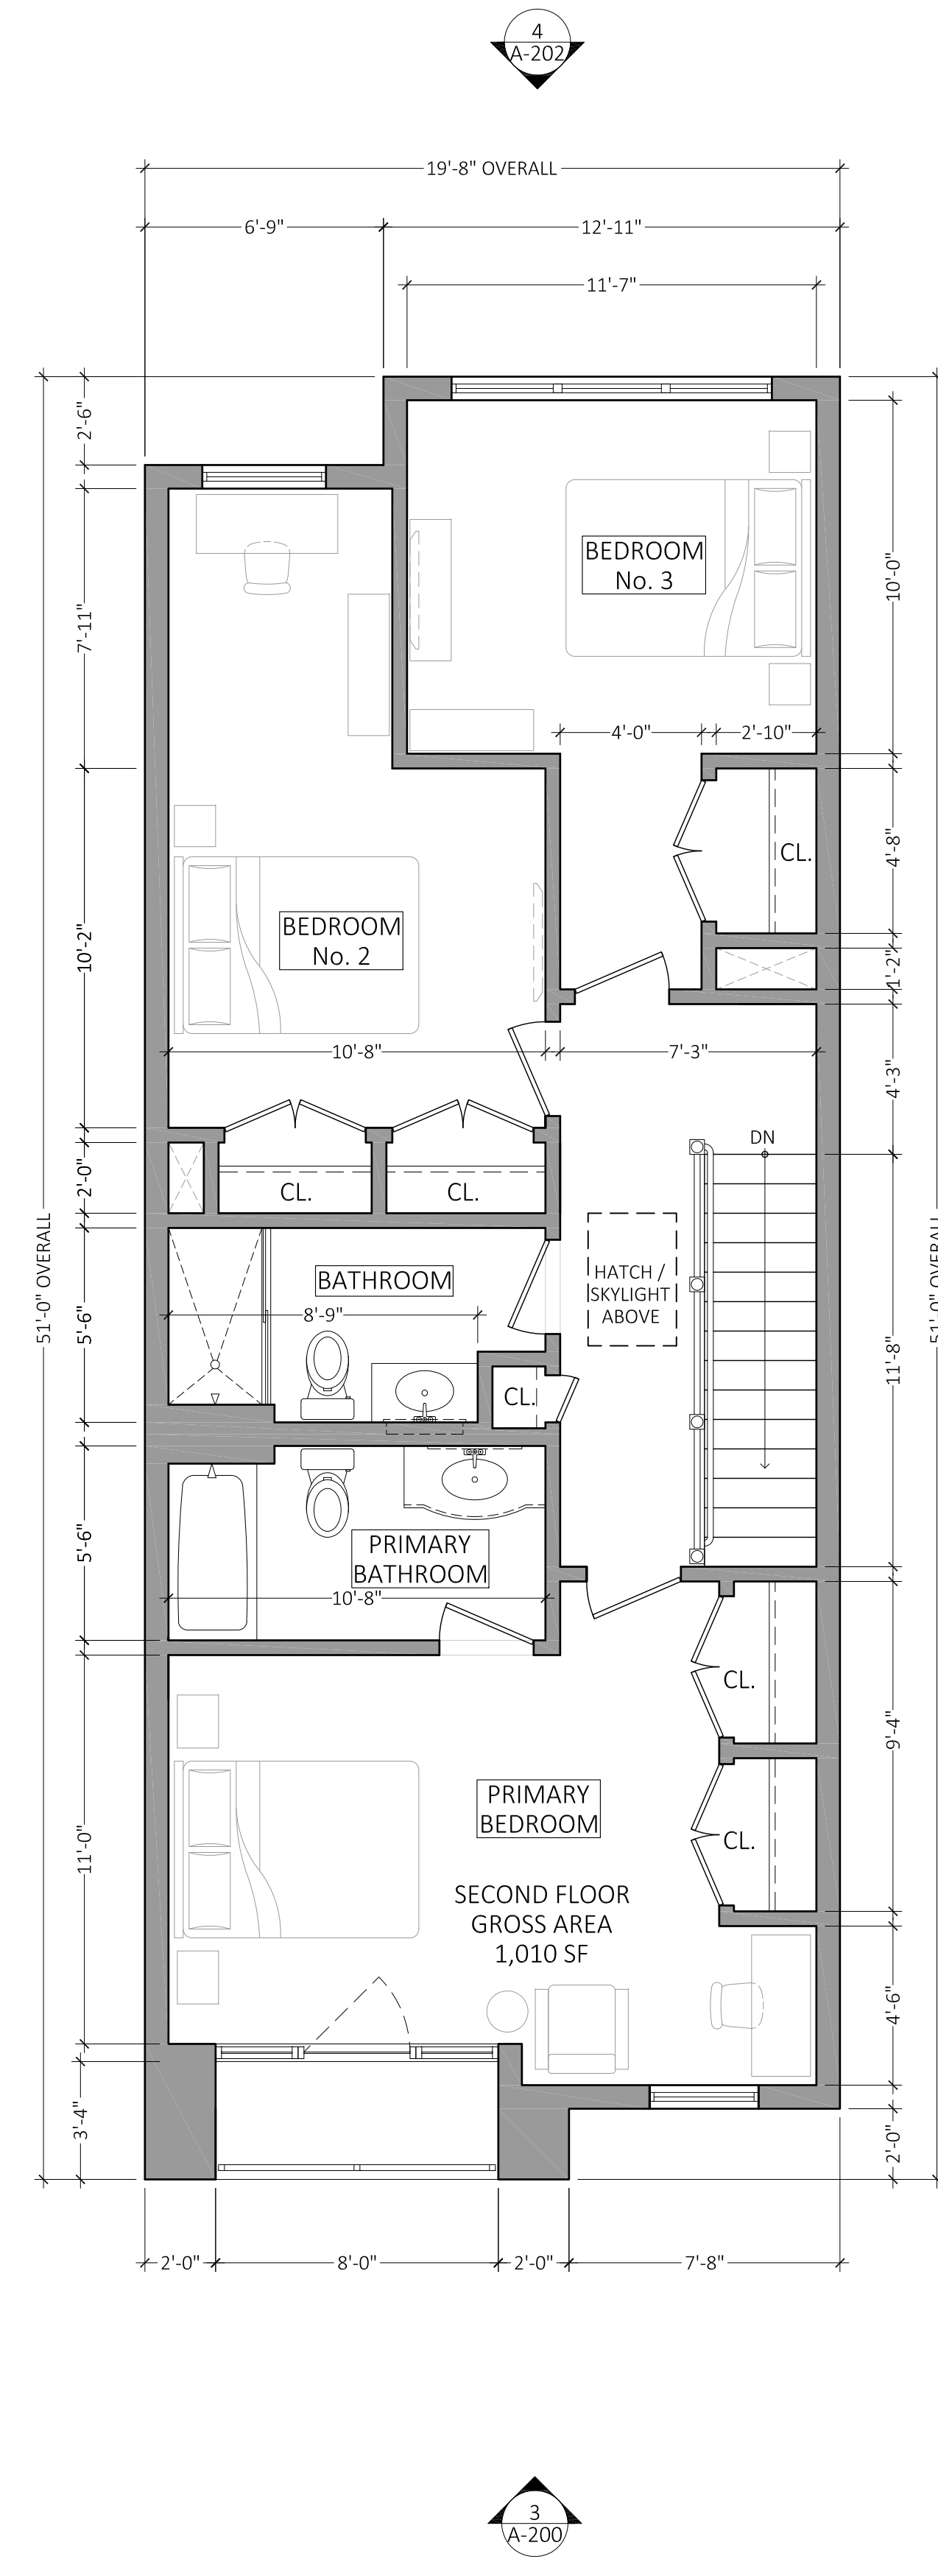 4
A-202
19'-8" OVERALL
6'-9"
12'-11"
11'-7"
2'-6"
BEDROOM
No. 3
10'-0"
7'-11"
4'-0"
2'-10"
CL.
4'-8"
BEDROOM
No. 2
10'-2"
1'-2"
10'-8"
7'-3"
4'-3"
DN
CL.
CL.
2'-0"
51'-0" OVERALL
51'-0" OVERALL
BATHROOM
HATCH /
SKYLIGHT
ABOVE
8'-9"
5'-6"
11'-8"
CL.
PRIMARY
BATHROOM
5'-6"
10'-8"
CL.
9'-4"
PRIMARY
BEDROOM
CL.
11'-0"
SECOND FLOOR
GROSS AREA
1,010 SF
4'-6"
3'-4"
2'-0"
2'-0"
8'-0"
2'-0"
7'-8"
3
A-200